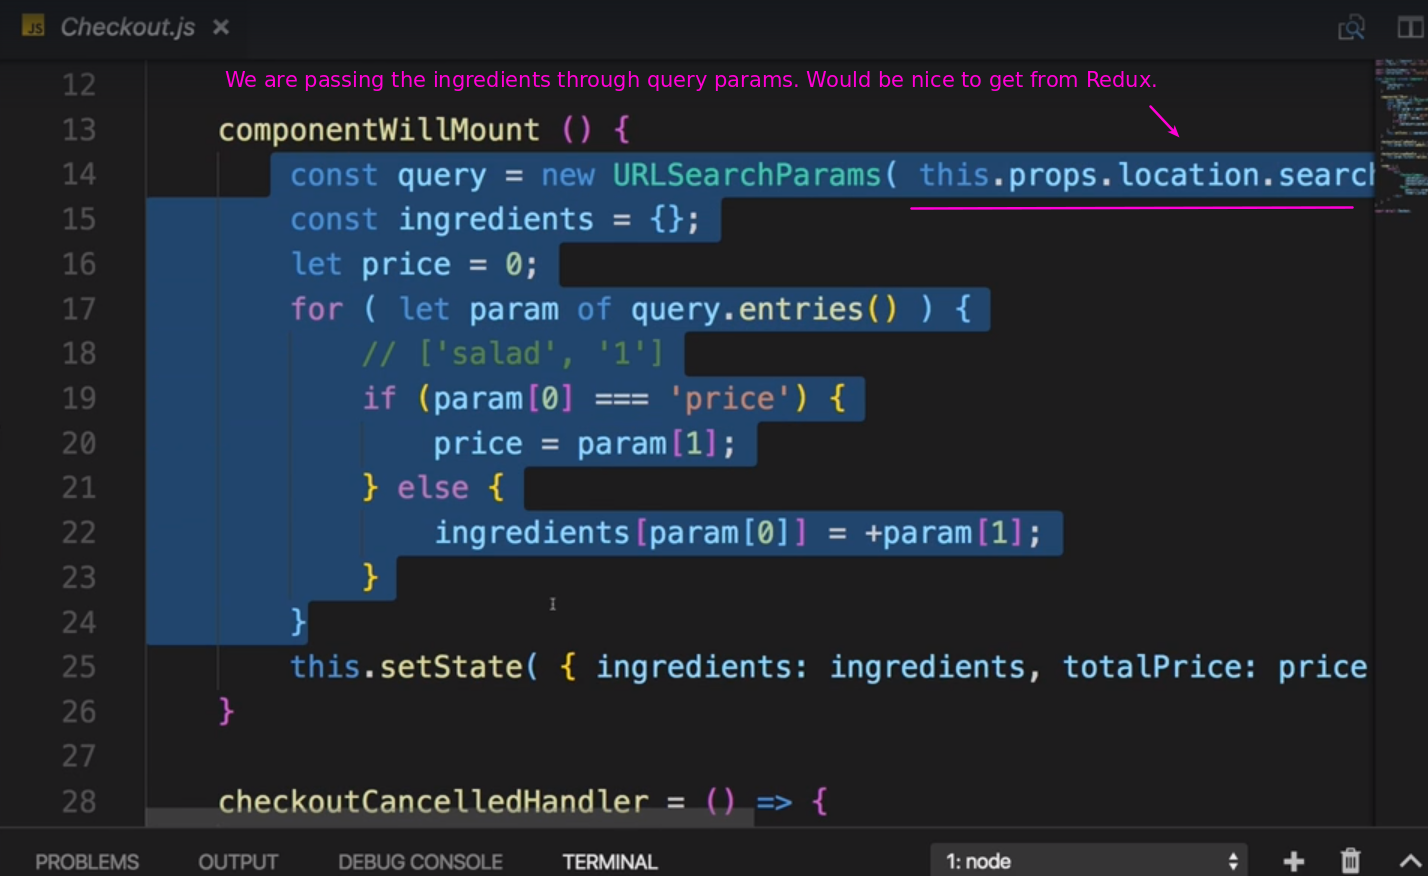 JS Checkout.js ×
We are passing the ingredients through query params. Would be nice to get from Redux.
12
13 componentWillMount () {
14 const query = new URLSearchParams( this.props.location.search
15 const ingredients = {};
16 let price = 0;
17 for ( let param of query.entries() ) {
18 // ['salad', '1']
19 if (param[0] === 'price') {
20 price = param[1];
21 } else {
22 ingredients[param[0]] = +param[1];
23 }
24 }
25 this.setState( { ingredients: ingredients, totalPrice: price
26 }
27
28 checkoutCancelledHandler = () => {
PROBLEMS OUTPUT DEBUG CONSOLE TERMINAL 1: node